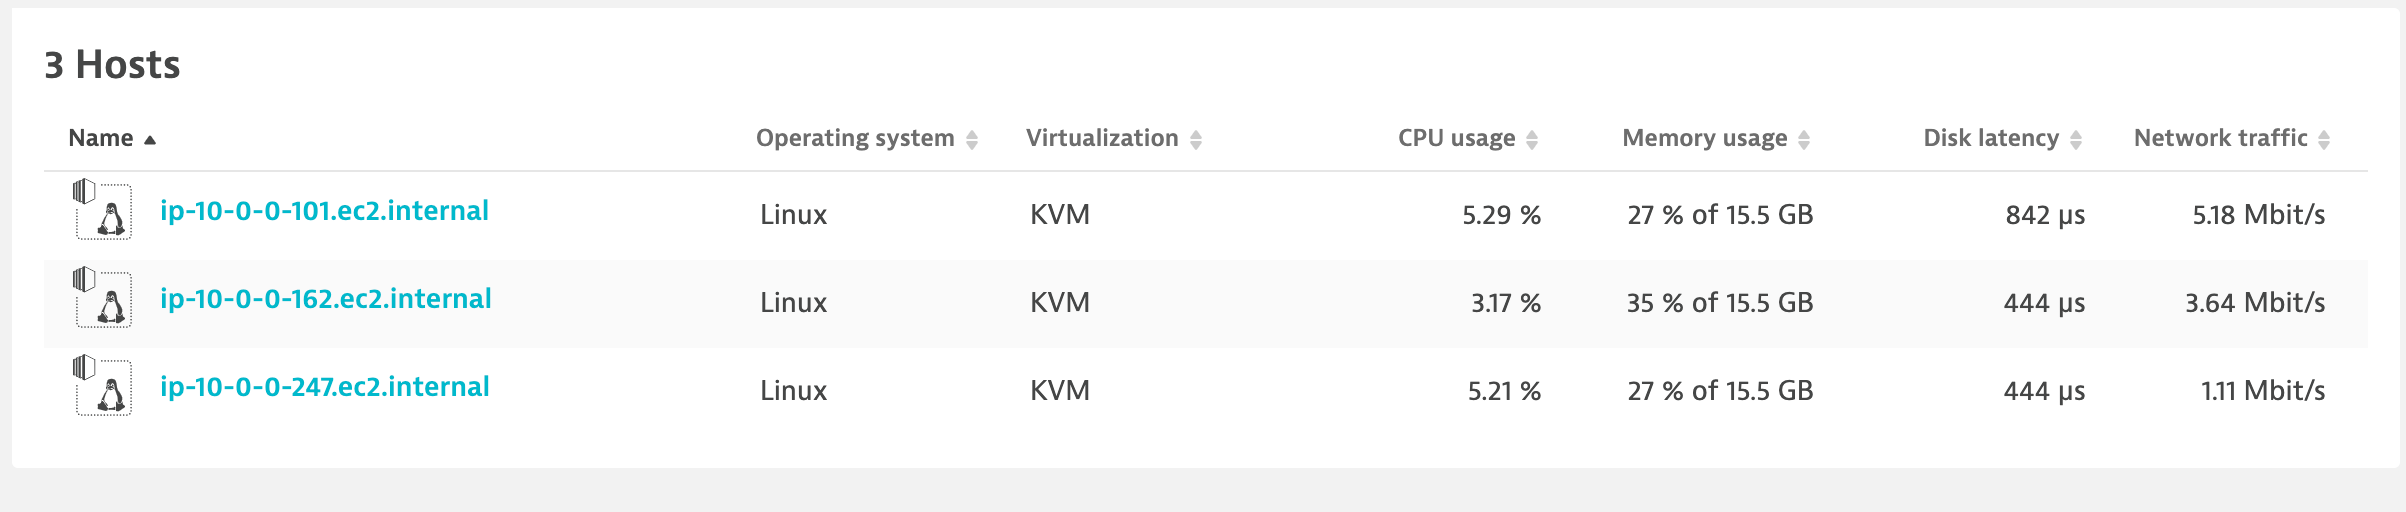 3 Hosts
Name Operating system Virtualization CPU usage Memory usage Disk latency Network traffic
ip-10-0-0-101.ec2.internal Linux KVM 5.29 % 27 % of 15.5 GB 842 µs 5.18 Mbit/s
ip-10-0-0-162.ec2.internal Linux KVM 3.17 % 35 % of 15.5 GB 444 µs 3.64 Mbit/s
ip-10-0-0-247.ec2.internal Linux KVM 5.21 % 27 % of 15.5 GB 444 µs 1.11 Mbit/s